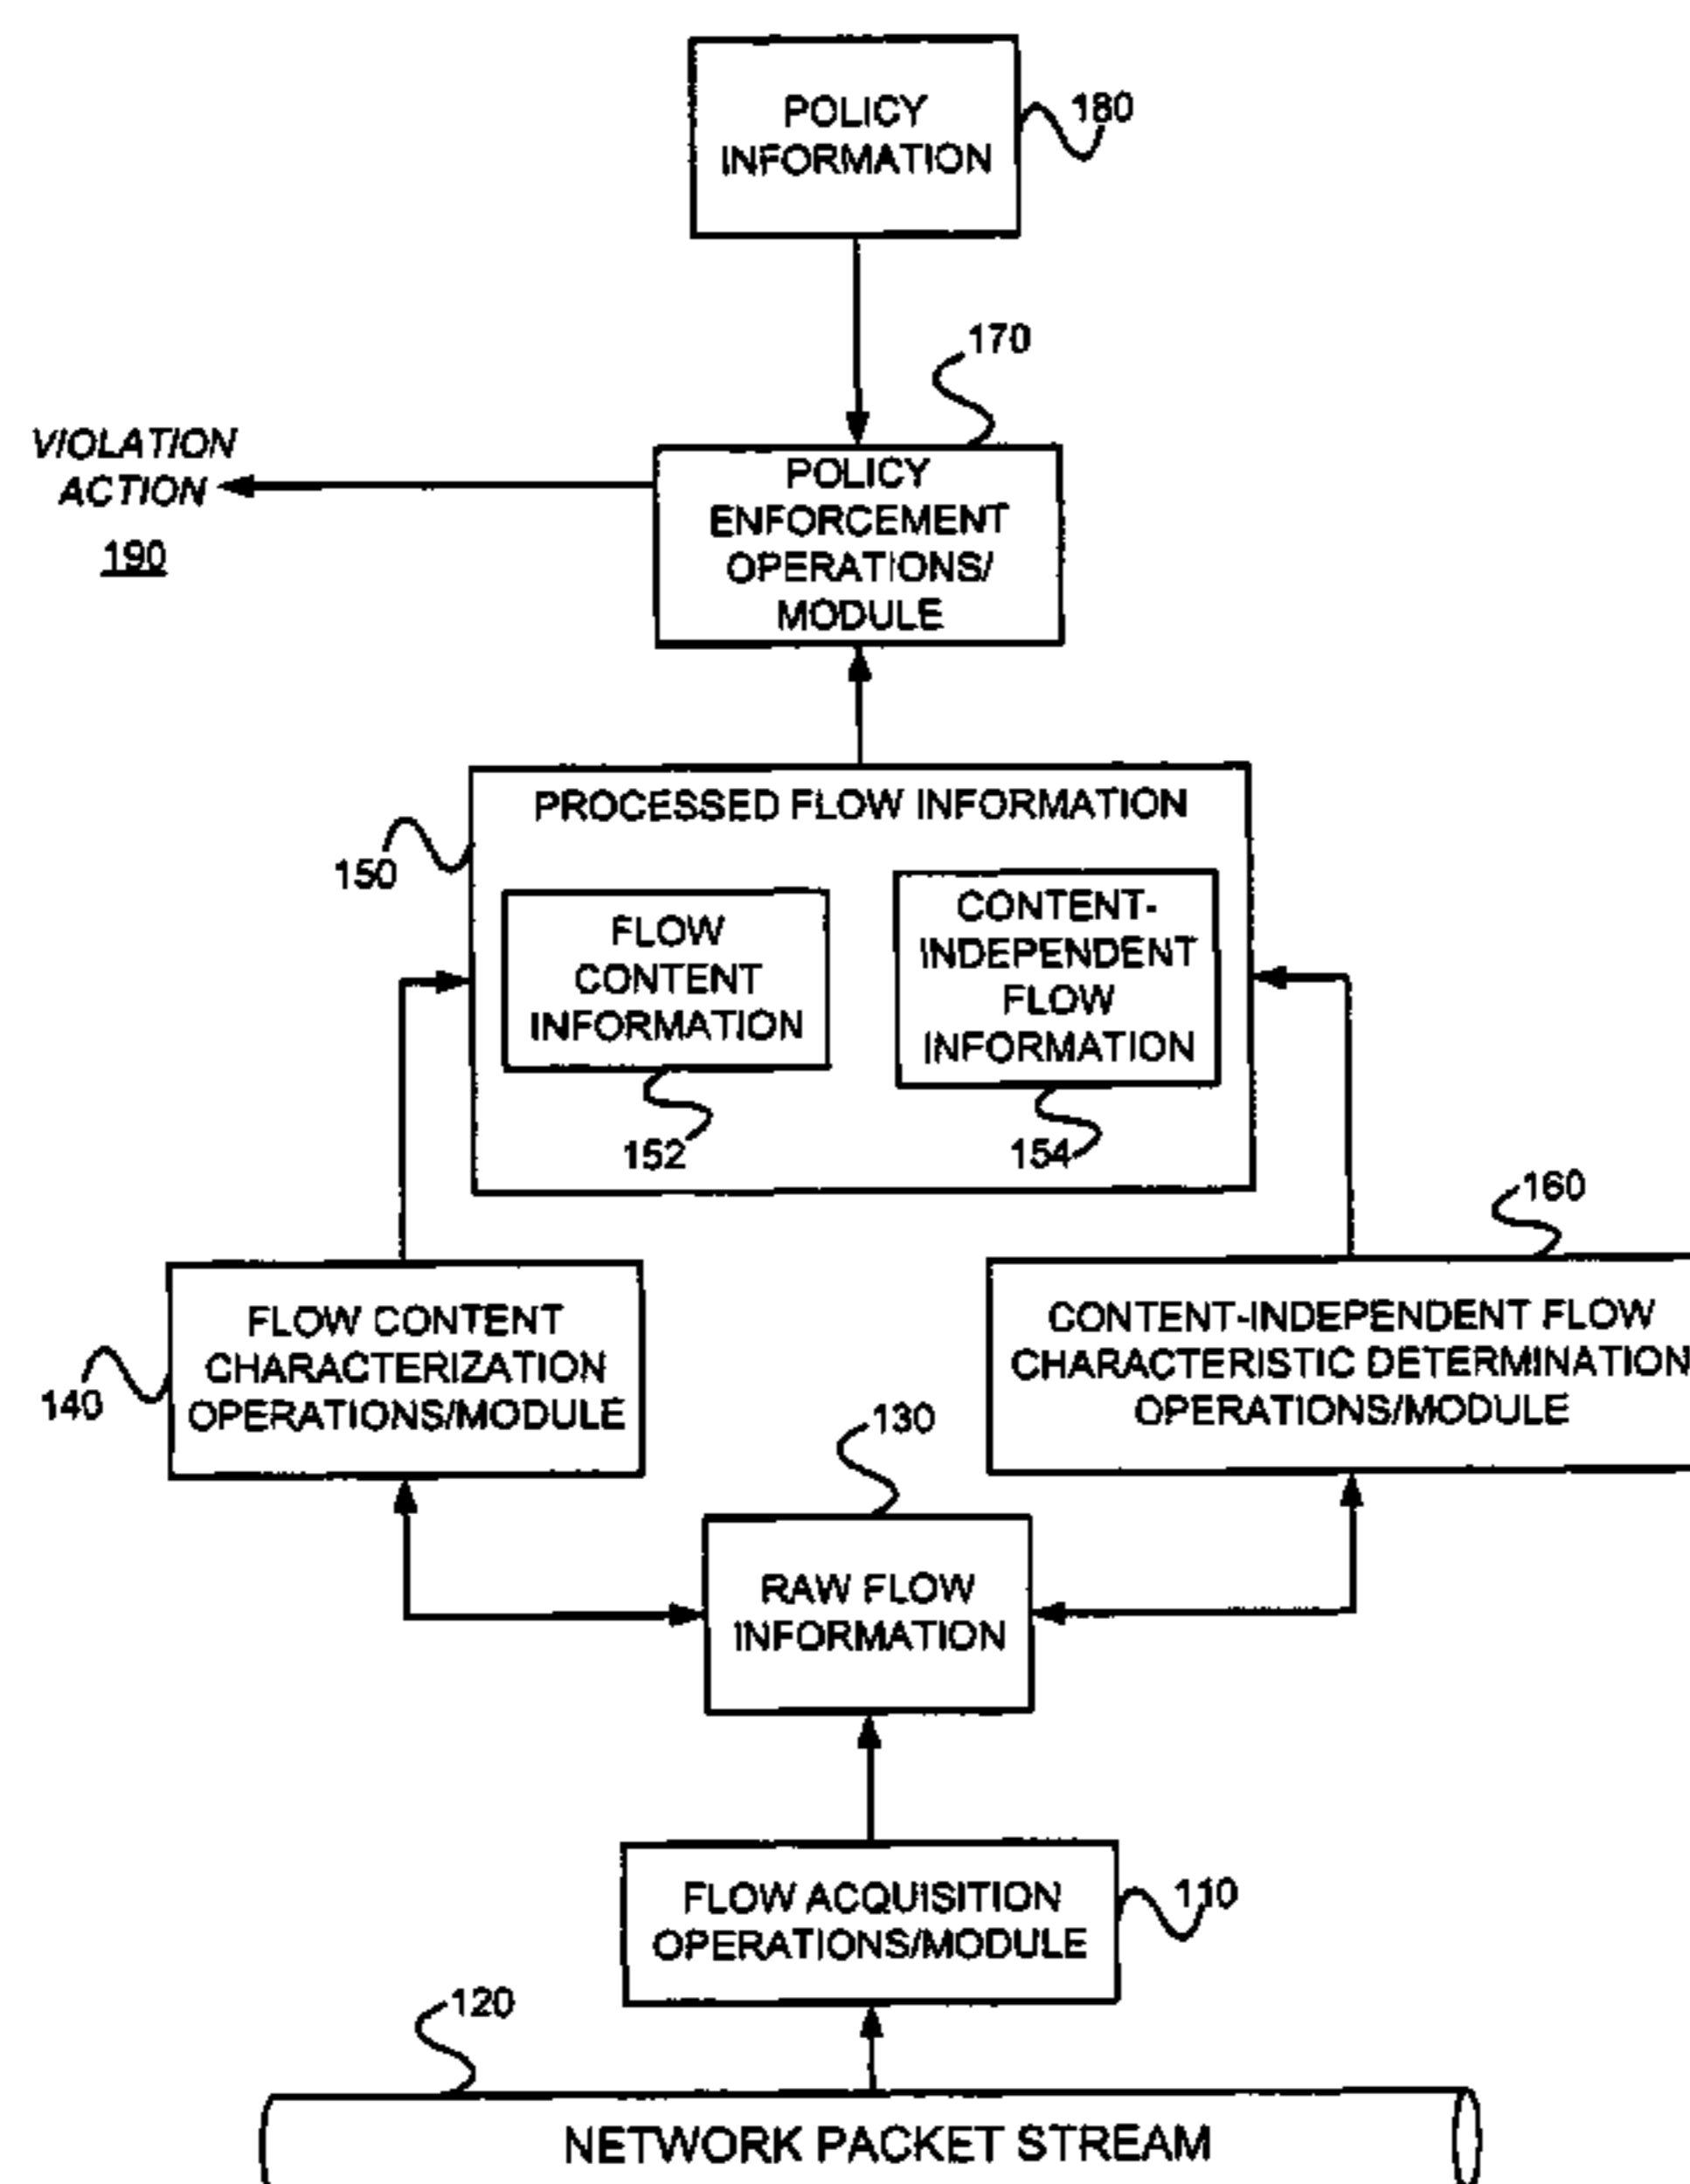 POLICY
INFORMATION
180
170
VIOLATION
ACTION
190
POLICY
ENFORCEMENT
OPERATIONS/
MODULE
PROCESSED FLOW INFORMATION
150
FLOW
CONTENT
INFORMATION
152
CONTENT-
INDEPENDENT
FLOW
INFORMATION
154
160
FLOW CONTENT
CHARACTERIZATION
OPERATIONS/MODULE
140
CONTENT-INDEPENDENT FLOW
CHARACTERISTIC DETERMINATION
OPERATIONS/MODULE
130
RAW FLOW
INFORMATION
FLOW ACQUISITION
OPERATIONS/MODULE
110
120
NETWORK PACKET STREAM